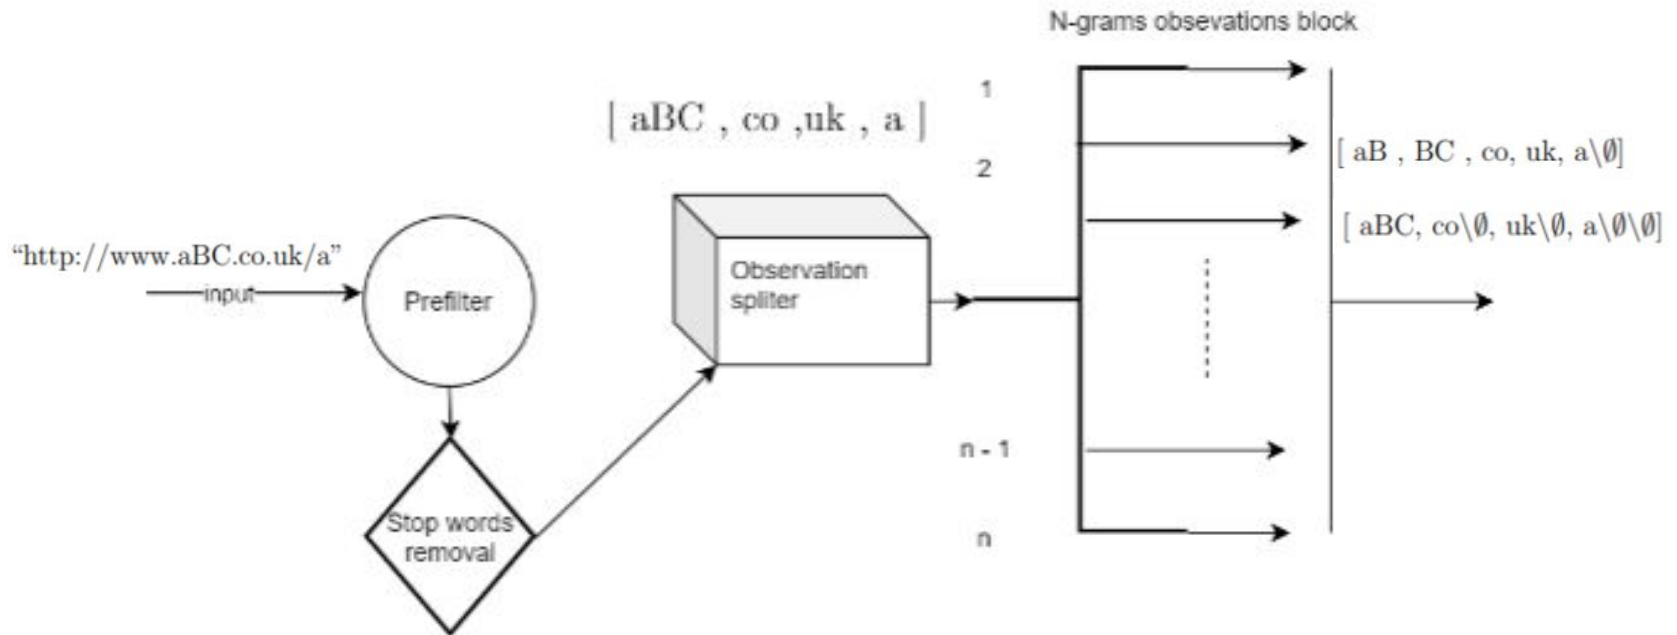 N-grams obsevations block
1
[ aBC , co ,uk , a ]
2
[ aB , BC , co, uk, a\∅]
[ aBC, co\∅, uk\∅, a\∅\∅]
“http://www.aBC.co.uk/a”
input
Prefilter
Observation
spliter
n - 1
Stop words
removal
n